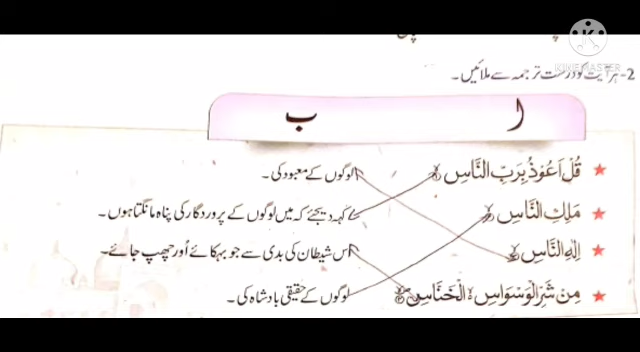 KINEMASTER
2- ہر آیت کو درست ترجمہ سے ملائیں۔
ا ب
قُلْ اَعُوْذُ بِرَبِّ النَّاسِ لوگوں کے معبود کی۔
مَلِكِ النَّاسِ کہہ دیجئے کہ میں لوگوں کے پروردگار کی پناہ مانگتا ہوں۔
اِلٰهِ النَّاسِ اس شیطان کی بدی سے جو بہکائے اور چھپ جائے۔
مِنْ شَرِّ الْوَسْوَاسِ الْخَنَّاسِ لوگوں کے حقیقی بادشاہ کی۔